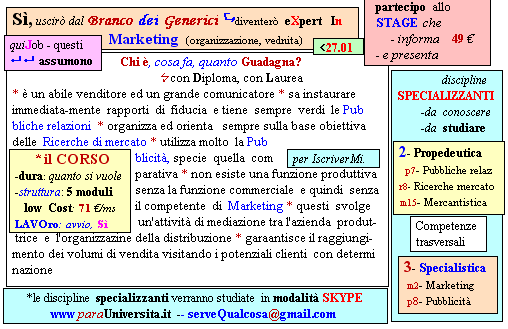 Sì, uscirò dal Branco dei Generici diventerò eXpert In
Marketing (organizzazione, vednita)
<27.01
partecipo allo
STAGE che
- informa 49 €
- e presenta
quiJob - questi
assumono
Chi è, cosa fa, quanto Guadagna?
con Diploma, con Laurea
* è un abile venditore ed un grande comunicatore * sa instaurare
immediata-mente rapporti di fiducia e tiene sempre verdi le Pub
bliche relazioni * organizza ed orienta sempre sulla base obiettiva
delle Ricerche di mercato * utilizza molto la Pub
blicità, specie quella com
parativa * non esiste una funzione produttiva
senza la funzione commerciale e quindi senza
il competente di Marketing * questi svolge
un'attività di mediazione tra l'azienda produt-
trice e l'organizzazine della distribuzione * garaantisce il raggiungi-
mento dei volumi di vendita visitando i potenziali clienti con determi
nazione
per IscriverMi.
* il CORSO
-dura: quanto si vuole
-struttura: 5 moduli
low Cost: 71 €/ms
LAVOro: avvio, Sì
discipline
SPECIALIZZANTI
-da conoscere
-da studiare
2- Propedeutica
p7- Pubbliche relaz
r8- Ricerche mercato
m15- Mercantistica
Competenze
trasversali
3- Specialistica
m2- Marketing
p8- Pubblicità
*le discipline specializzanti verranno studiate in modalità SKYPE
www.paraUniversita.it -- serveQualcosa@gmail.com